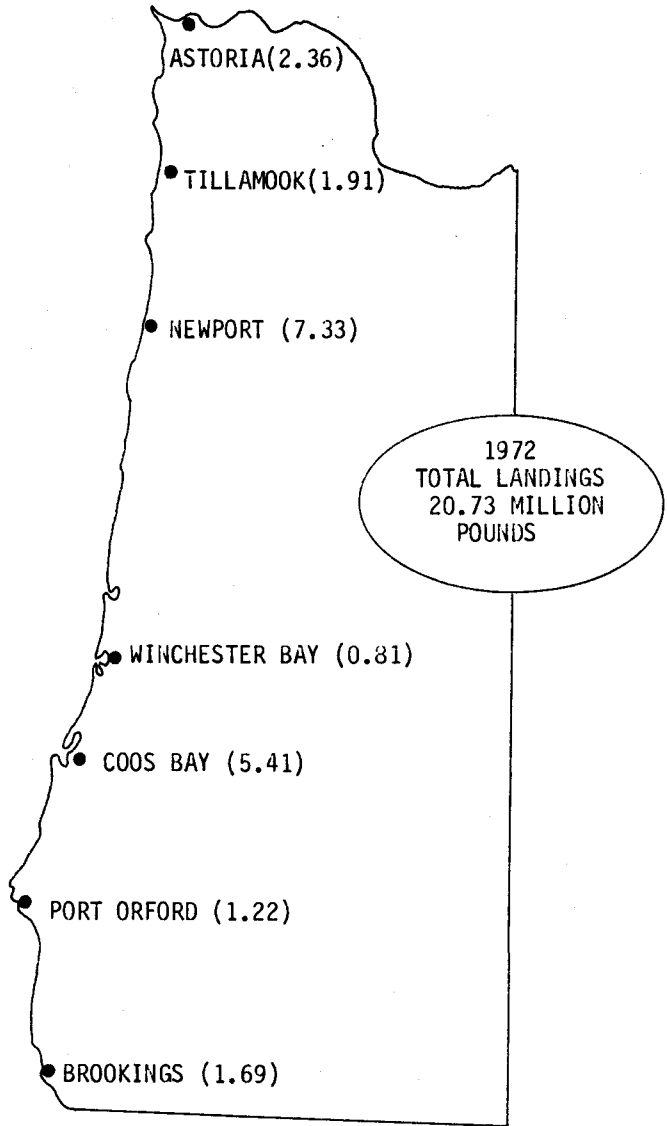 ASTORIA(2.36)
TILLAMOOK(1.91)
NEWPORT (7.33)
1972
TOTAL LANDINGS
20.73 MILLION
POUNDS
WINCHESTER BAY (0.81)
COOS BAY (5.41)
PORT ORFORD (1.22)
BROOKINGS (1.69)